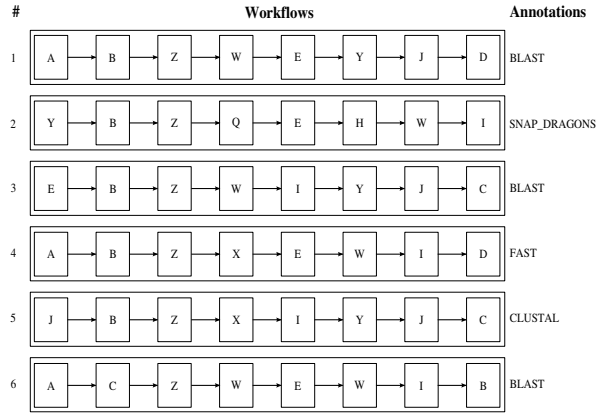 # Workflows Annotations
1 A B Z W E Y J D BLAST
2 Y B Z Q E H W I SNAP_DRAGONS
3 E B Z W I Y J C BLAST
4 A B Z X E W I D FAST
5 J B Z X I Y J C CLUSTAL
6 A C Z W E W I B BLAST